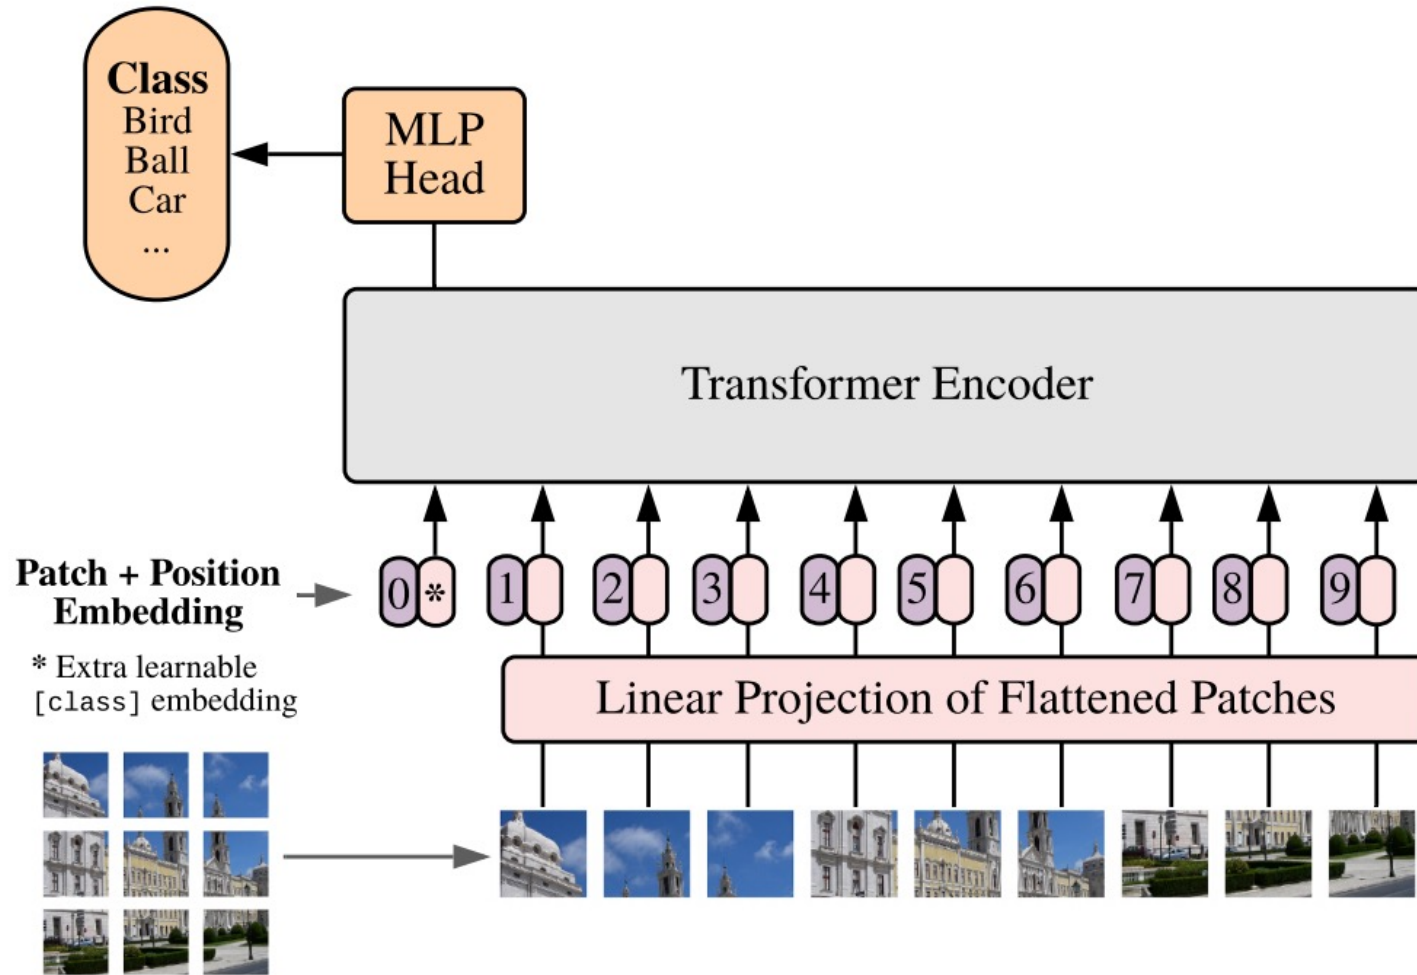 Class
Bird
Ball
Car
...
MLP
Head
Transformer Encoder
Patch + Position
Embedding
0 * 1 2 3 4 5 6 7 8 9
* Extra learnable
[class] embedding
Linear Projection of Flattened Patches